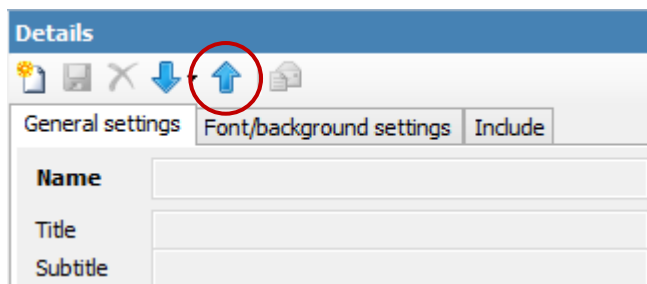 Details
General settings Font/background settings Include
Name
Title
Subtitle